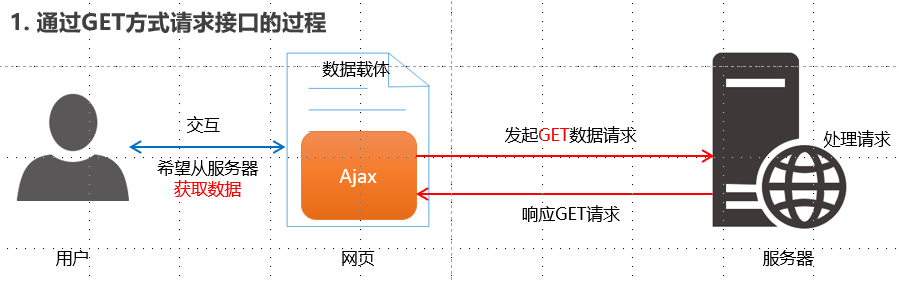 1. 通过GET方式请求接口的过程
数据载体
交互
希望从服务器
获取数据
Ajax
发起GET数据请求
响应GET请求
处理请求
用户
网页
服务器